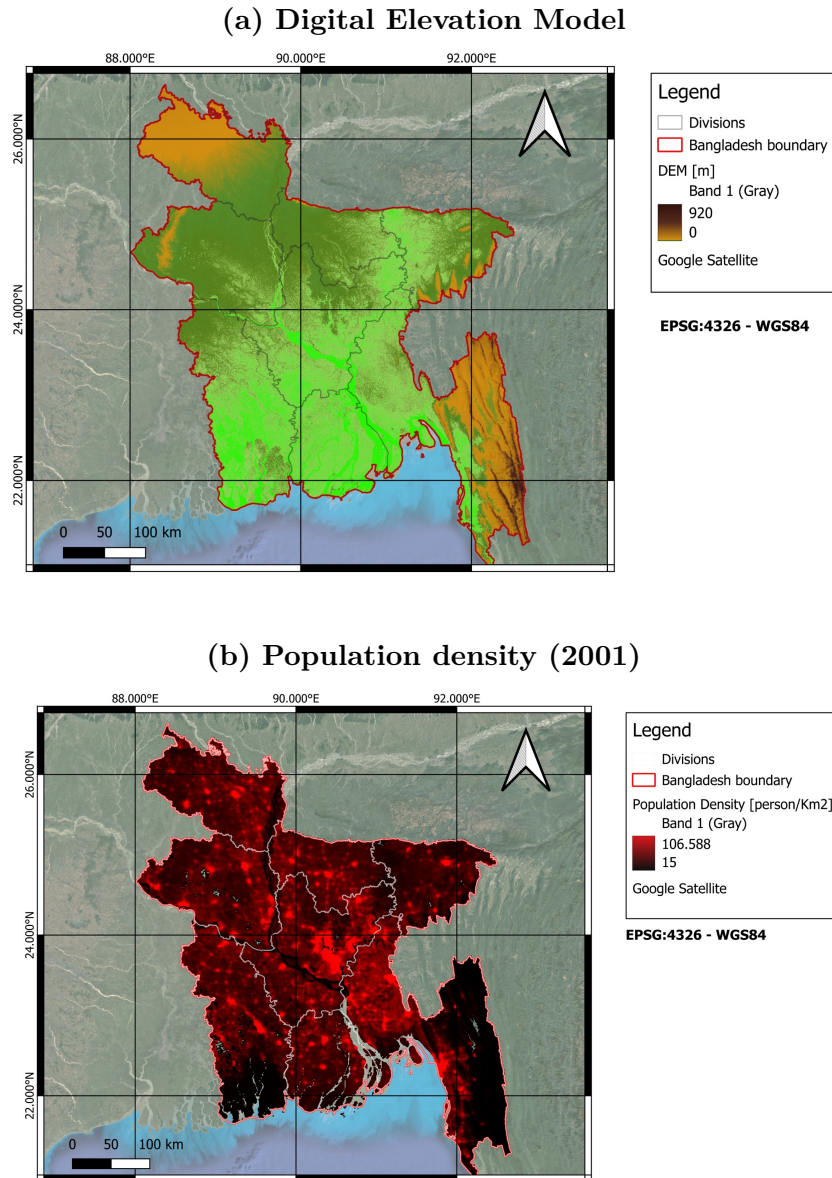 (a) Digital Elevation Model
88.000°E 90.000°E 92.000°E
26.000°N
24.000°N
22.000°N
0 50 100 km
Legend
Divisions
Bangladesh boundary
DEM [m]
Band 1 (Gray)
920
0
Google Satellite
EPSG:4326 - WGS84
(b) Population density (2001)
88.000°E 90.000°E 92.000°E
26.000°N
24.000°N
22.000°N
0 50 100 km
Legend
Divisions
Bangladesh boundary
Population Density [person/Km2]
Band 1 (Gray)
106.588
15
Google Satellite
EPSG:4326 - WGS84